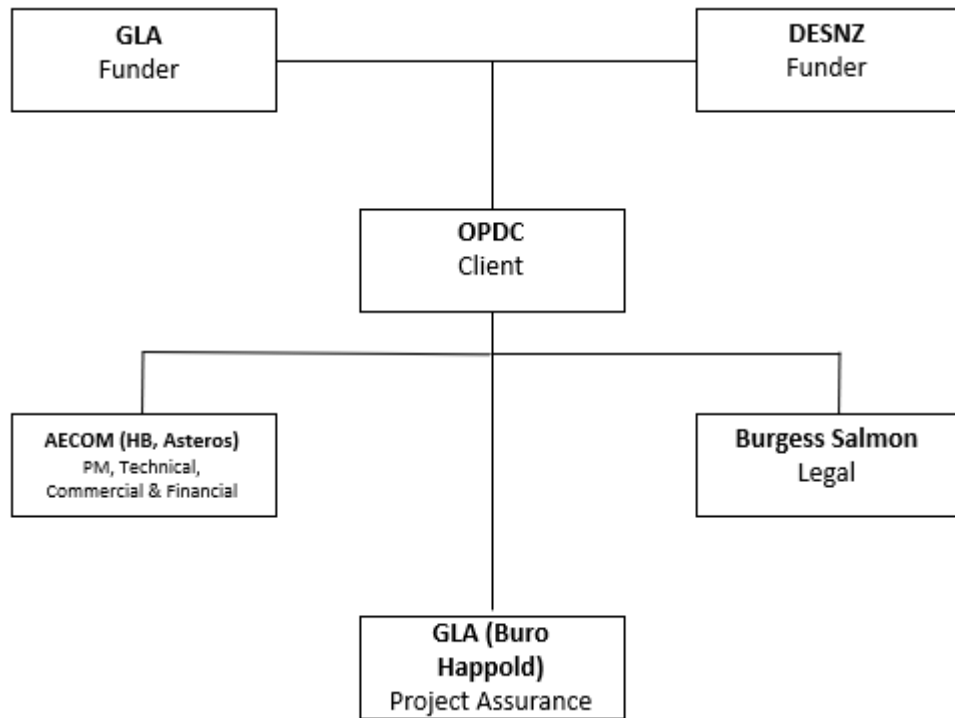 GLA
Funder
DESNZ
Funder
OPDC
Client
AECOM (HB, Asteros)
PM, Technical,
Commercial & Financial
Burgess Salmon
Legal
GLA (Buro
Happold)
Project Assurance